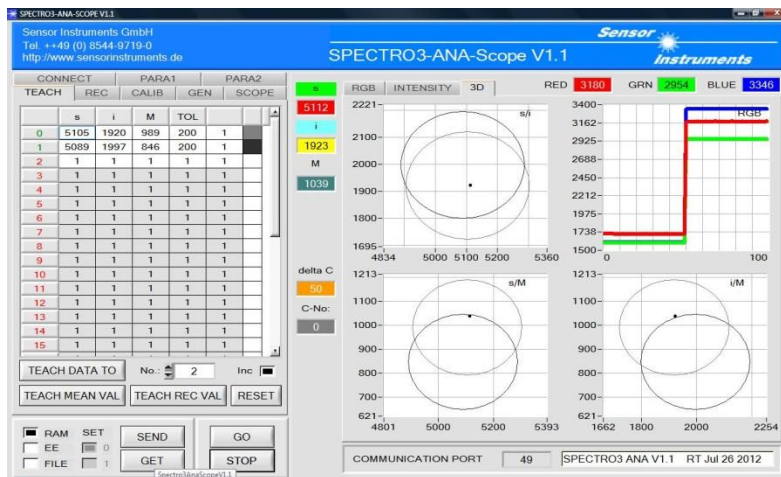 SPECTRO3-ANA-SCOPE V1.1
Sensor Instruments GmbH
Tel. ++49 (0) 8544-9719-0
http://www.sensorinstruments.de
Sensor
Instruments
SPECTRO3-ANA-Scope V1.1
CONNECT PARA1 PARA2
TEACH REC CALIB GEN SCOPE
s i M TOL
0 5105 1920 989 200 1
1 5089 1997 846 200 1
2 1 1 1 1 1
3 1 1 1 1 1
4 1 1 1 1 1
5 1 1 1 1 1
6 1 1 1 1 1
7 1 1 1 1 1
8 1 1 1 1 1
9 1 1 1 1 1
10 1 1 1 1 1
11 1 1 1 1 1
12 1 1 1 1 1
13 1 1 1 1 1
14 1 1 1 1 1
15 1 1 1 1 1
TEACH DATA TO No.: 2 Inc
TEACH MEAN VAL TEACH REC VAL RESET
RAM SET SEND GO
EE 0
FILE 1 GET STOP
Spectro3AnaScopeV1.1
s
5112
i
1923
M
1039
delta C
50
C-No:
0
RGB INTENSITY 3D RED 3180 GRN 2954 BLUE 3346
s/i
2221-
2100-
2000-
1900-
1800-
1695-
4834 5000 5100 5200 5360
RGB
3400-
3162-
2925-
2688-
2450-
2212-
1975-
1738-
1500-
0 100
s/M
1213-
1100-
1000-
900-
800-
700-
621-
4801 5000 5200 5393
i/M
1213-
1100-
1000-
900-
800-
700-
621-
1662 1800 2000 2254
COMMUNICATION PORT 49 SPECTRO3 ANA V1.1 RT Jul 26 2012